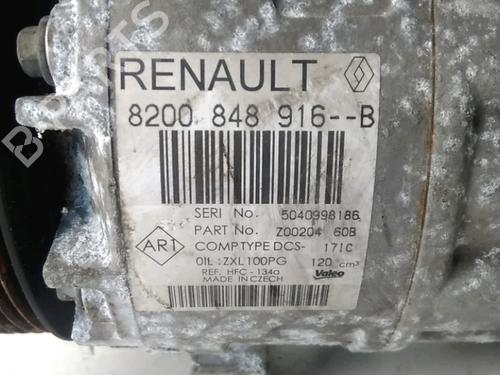 RENAULT
8200 848 916--B
SERI No. 5040998186
PART No. Z00204 60B
AR1
COMPTYPE DCS- 171C
OIL : ZXL100PG 120 cm³
REF. HFC - 134a
MADE IN CZECH
Valeo